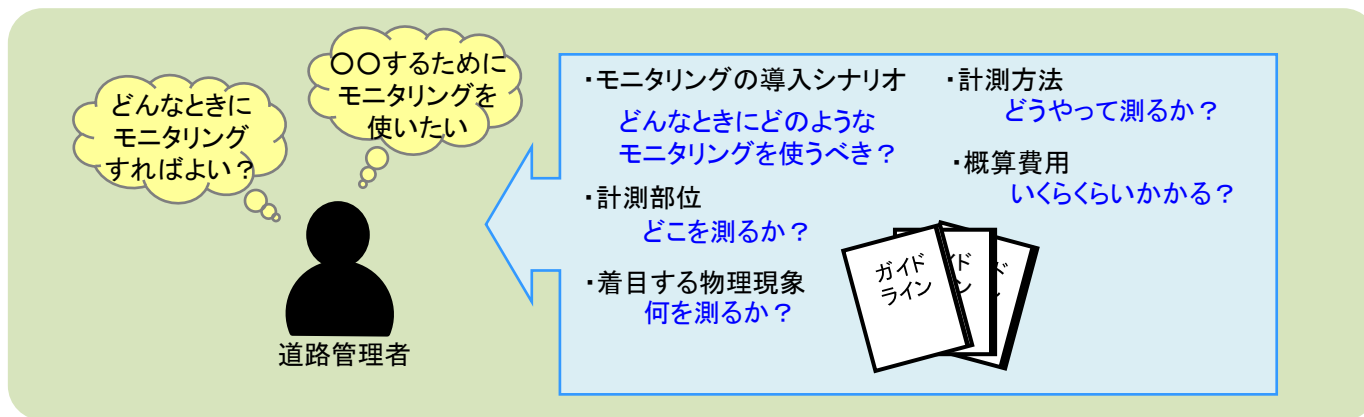 どんなときに
モニタリング
すればよい？
〇〇するために
モニタリングを
使いたい
道路管理者
・モニタリングの導入シナリオ
どんなときにどのような
モニタリングを使うべき？
・計測部位
どこを測るか？
・着目する物理現象
何を測るか？
・計測方法
どうやって測るか？
・概算費用
いくらくらいかかる？
ガイド
ライン
イド
ン
ド